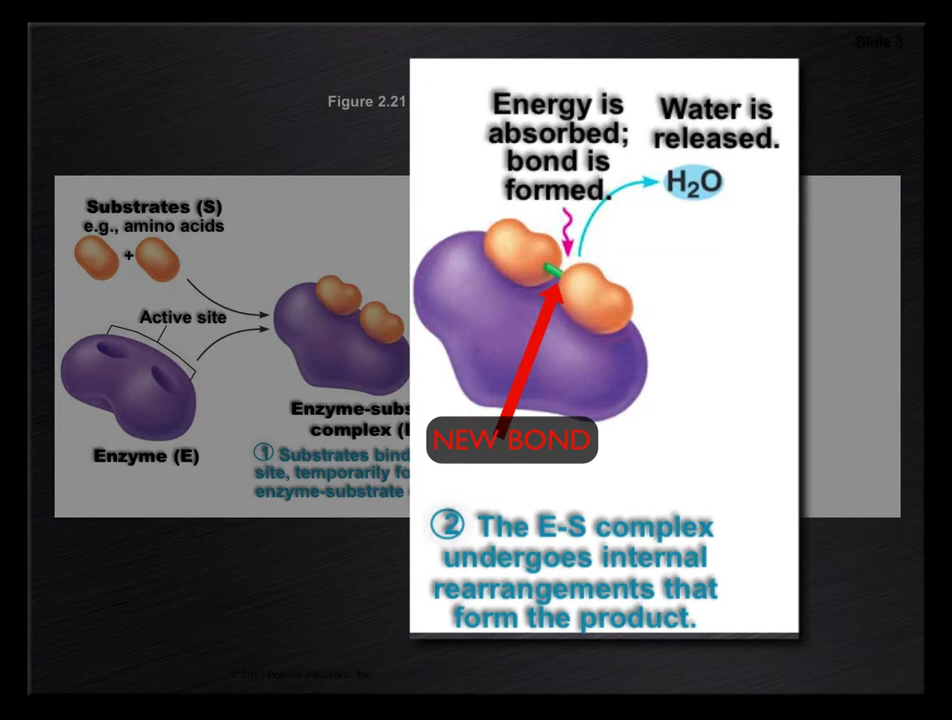 Slide 3
Figure 2.21
Energy is
absorbed;
bond is
formed.
Water is
released.
H2O
Substrates (S)
e.g., amino acids
+
Active site
Enzyme (E)
Enzyme-subs
complex (
1 Substrates bind
site, temporarily fo
enzyme-substrate
NEW BOND
2 The E-S complex
undergoes internal
rearrangements that
form the product.